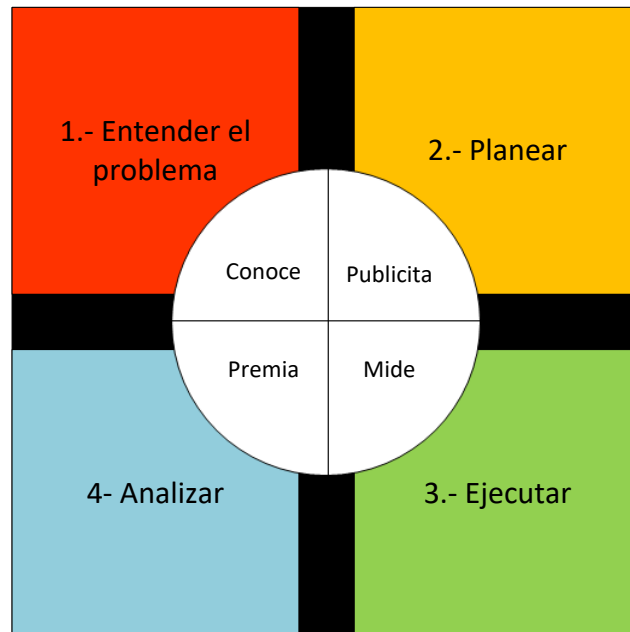 1.- Entender el
problema
2.- Planear
Conoce
Publicita
Premia
Mide
4- Analizar
3.- Ejecutar